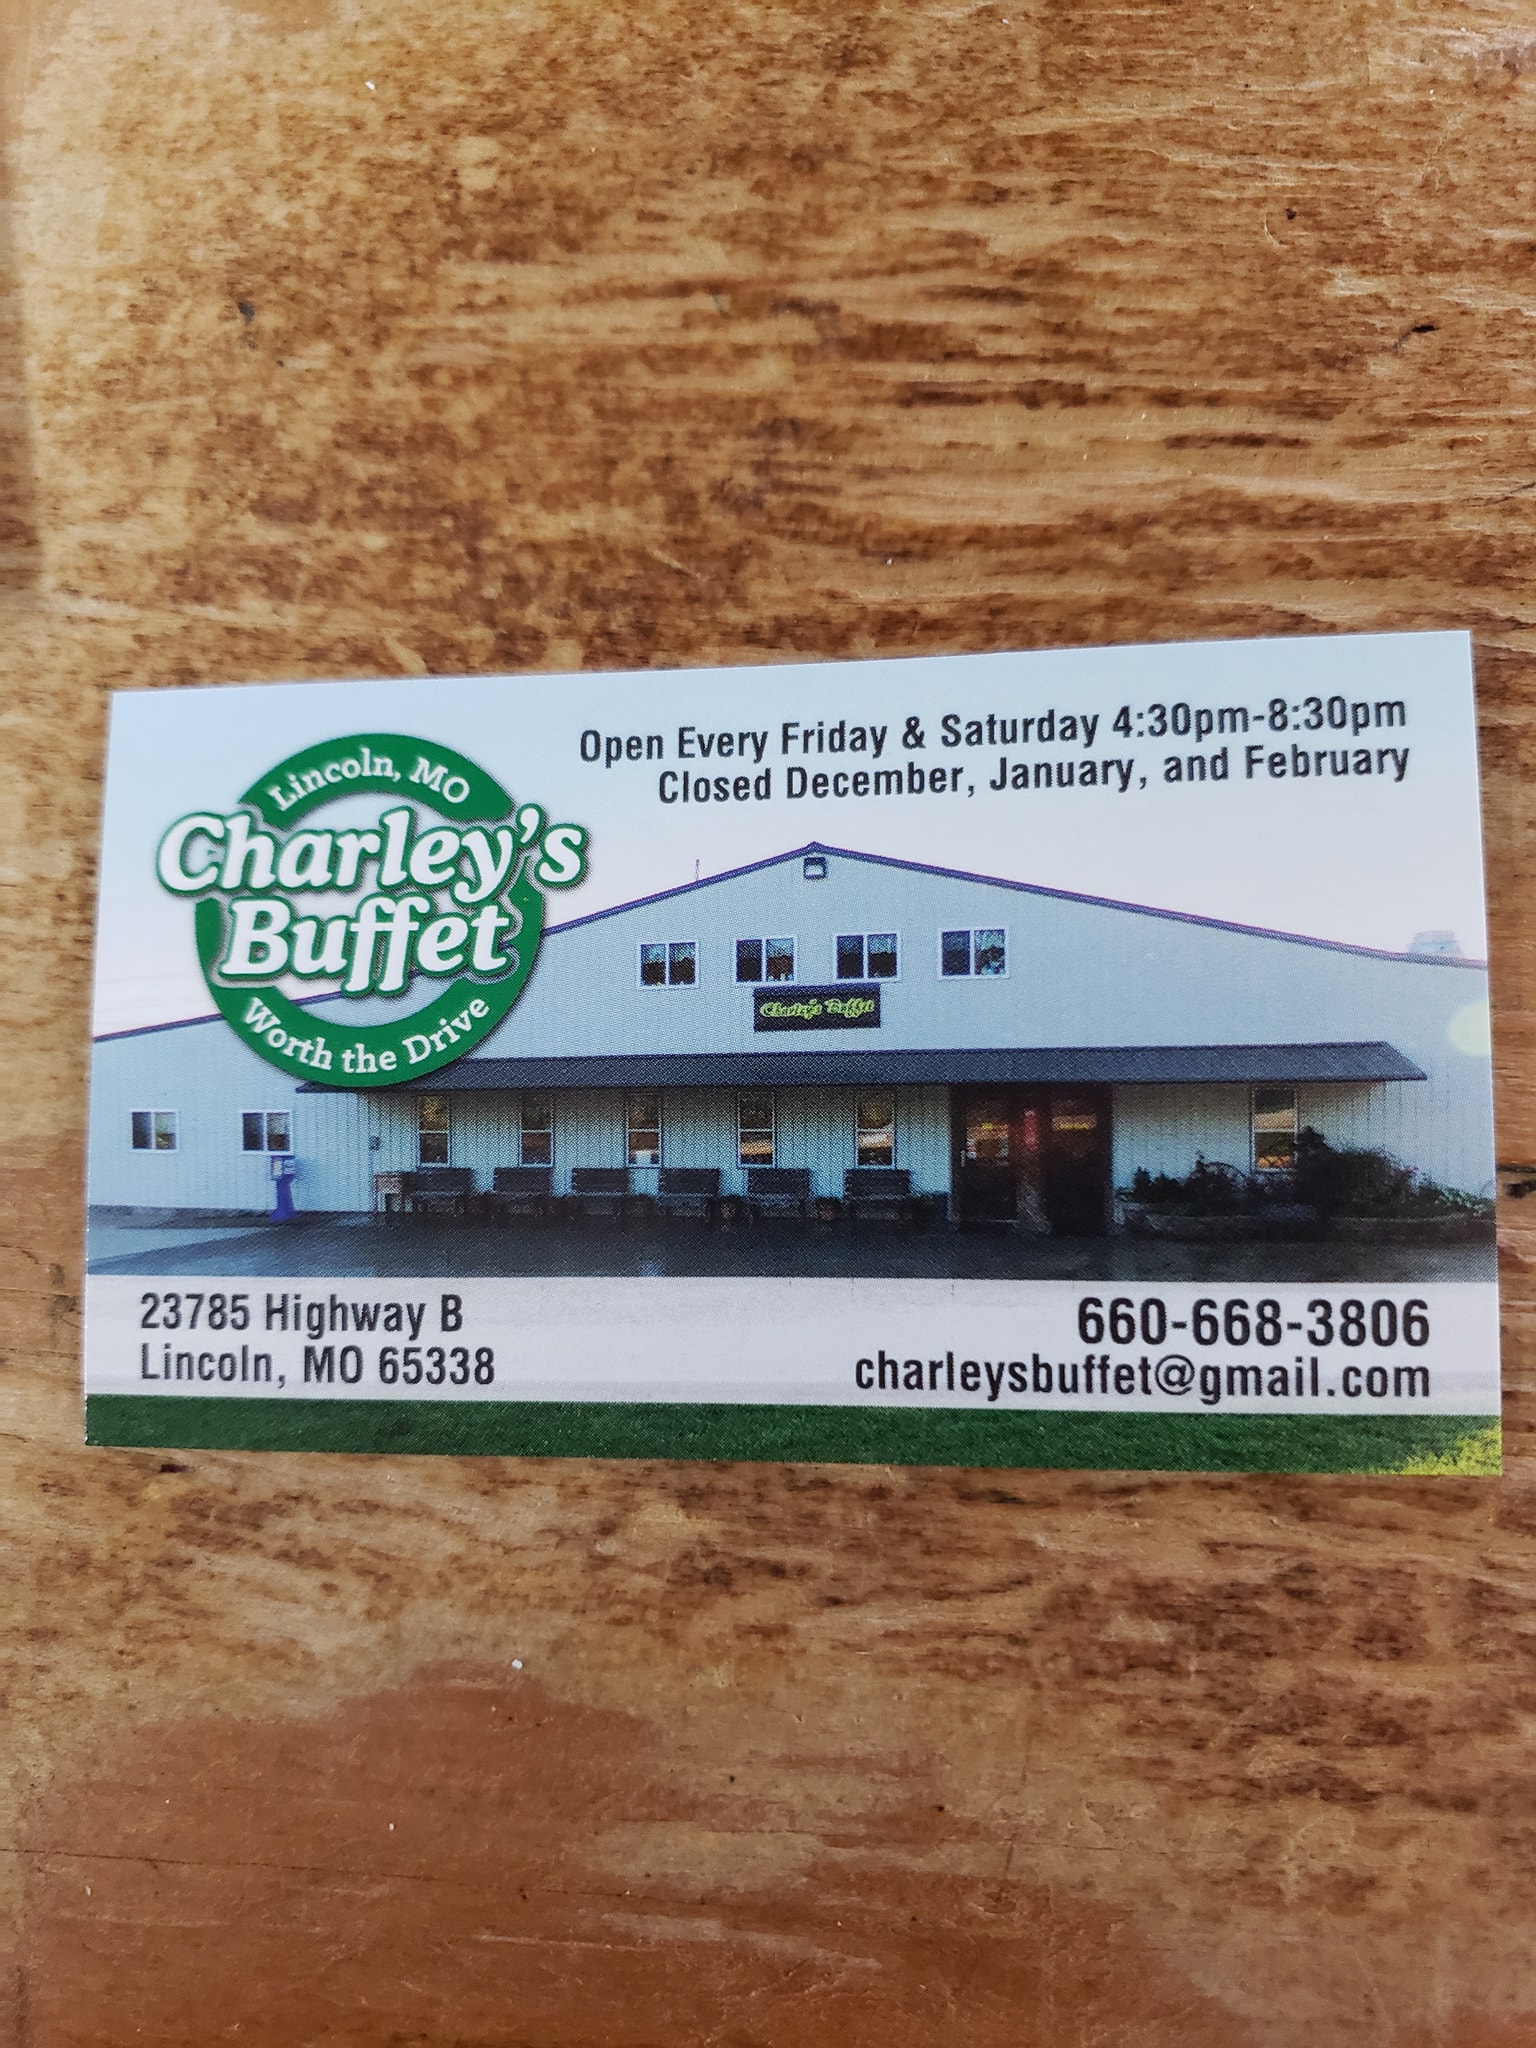 Open Every Friday & Saturday 4:30pm-8:30pm
Closed December, January, and February
Lincoln, MO
Charley's
Buffet
Worth the Drive
Charley's Buffet
23785 Highway B
Lincoln, MO 65338
660-668-3806
charleysbuffet@gmail.com